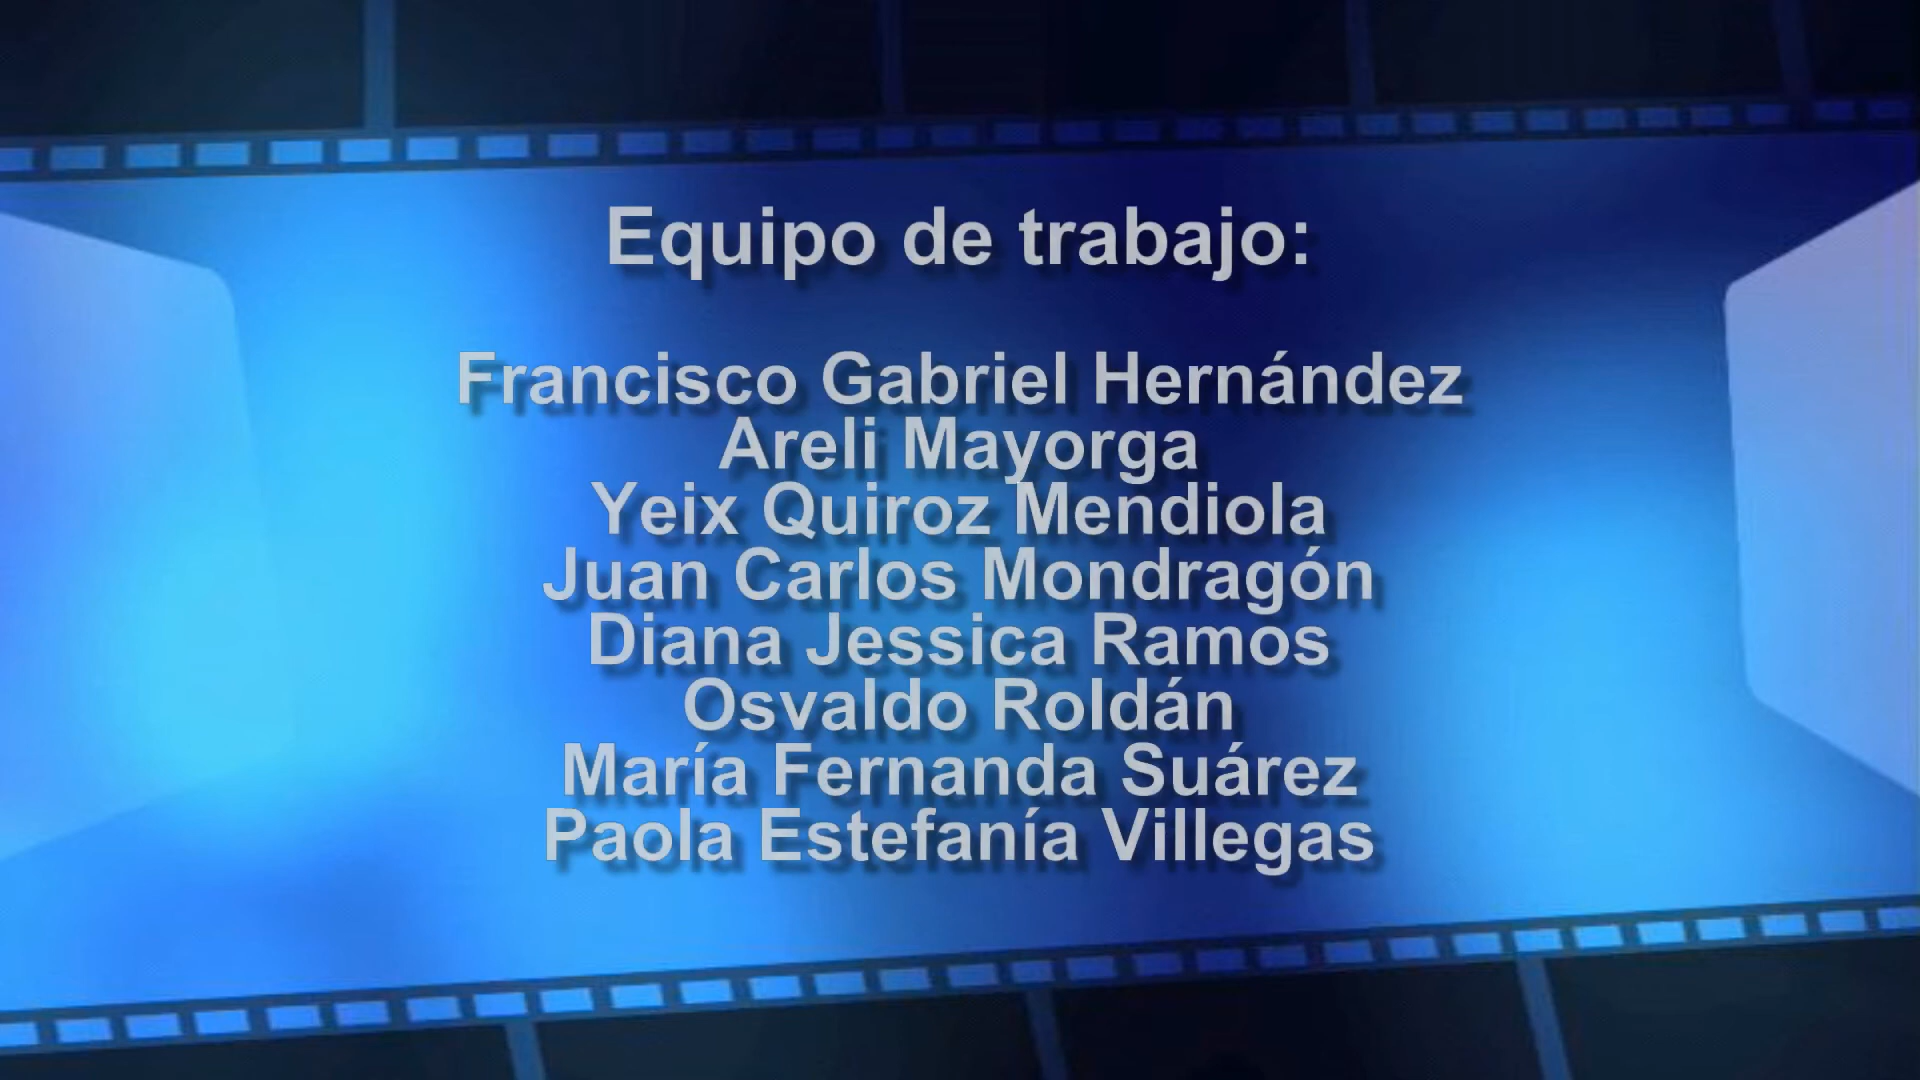 Equipo de trabajo:
Francisco Gabriel Hernández
Areli Mayorga
Yeix Quiroz Mendiola
Juan Carlos Mondragón
Diana Jessica Ramos
Osvaldo Roldán
María Fernanda Suárez
Paola Estefanía Villegas